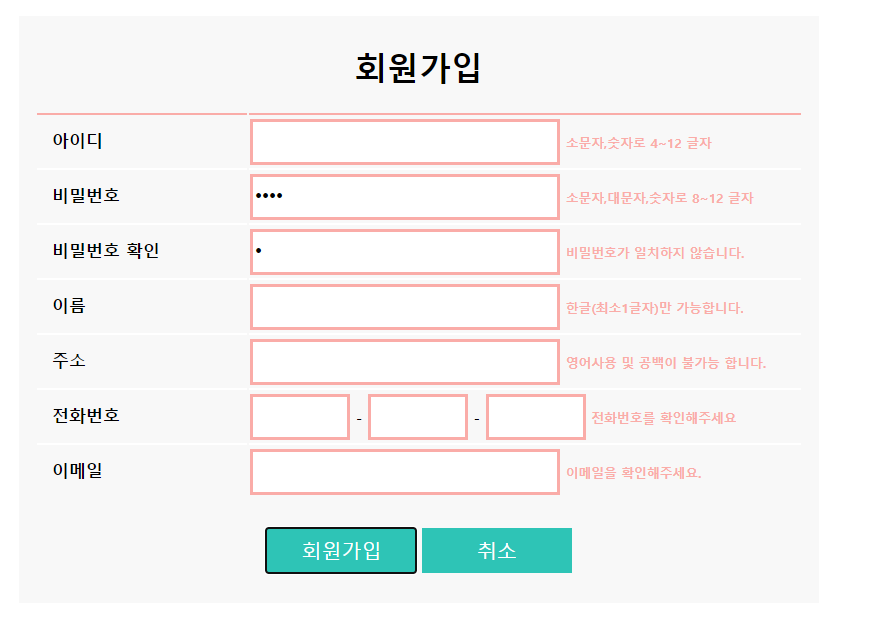 회원가입
아이디 소문자,숫자로 4~12 글자
비밀번호 •••• 소문자,대문자,숫자로 8~12 글자
비밀번호 확인 • 비밀번호가 일치하지 않습니다.
이름 한글(최소1글자)만 가능합니다.
주소 영어사용 및 공백이 불가능 합니다.
전화번호 - - 전화번호를 확인해주세요
이메일 이메일을 확인해주세요.
회원가입 취소